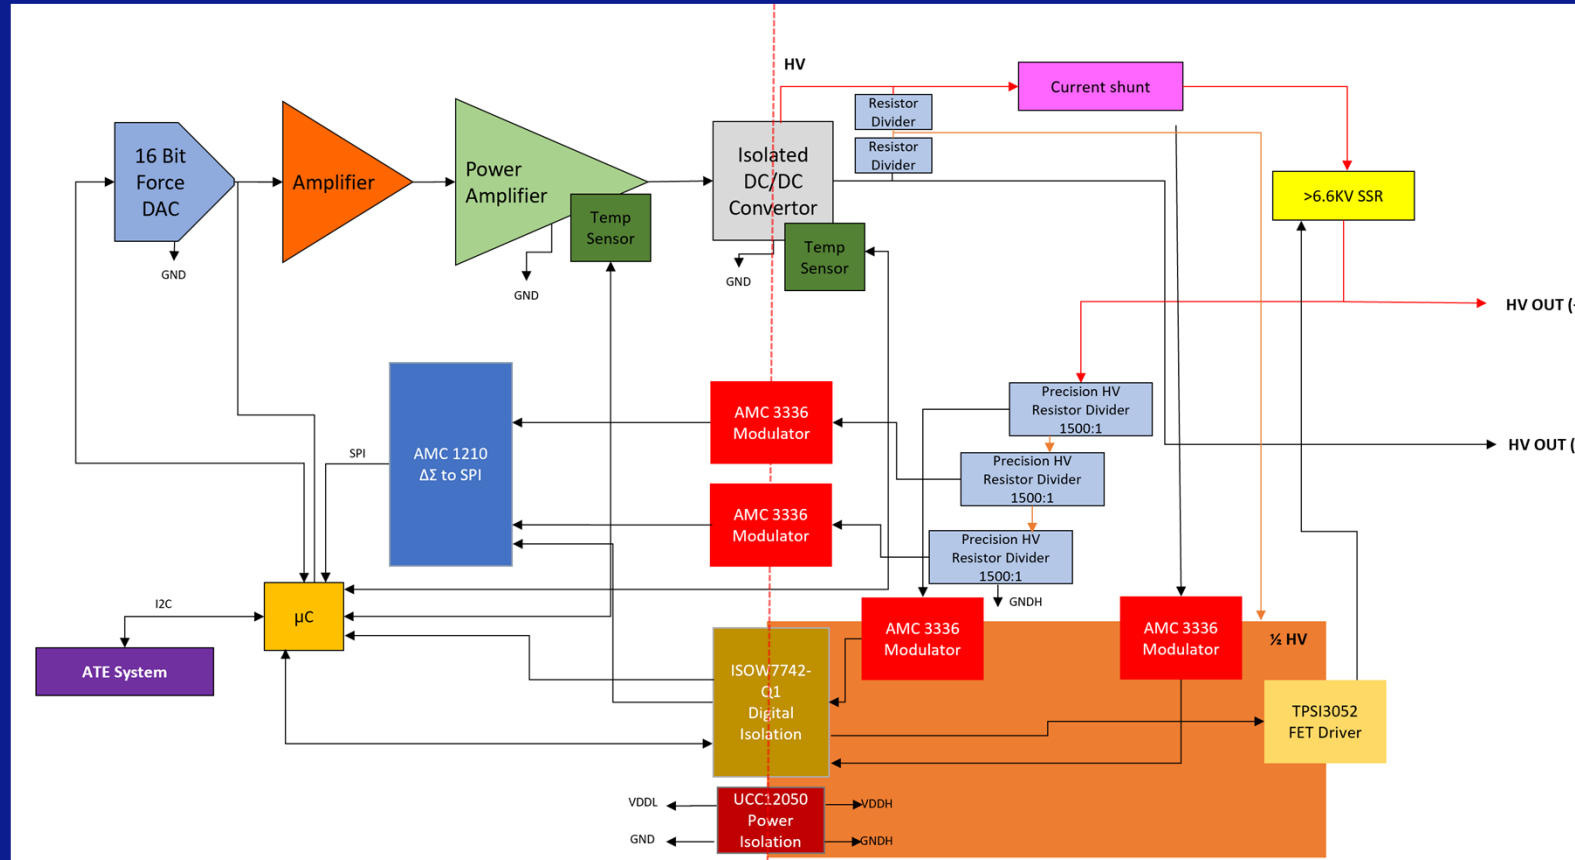 HV
Current shunt
Resistor
Divider
Resistor
Divider
16 Bit
Force
DAC
Amplifier
Power
Amplifier
Isolated
DC/DC
Convertor
>6.6KV SSR
Temp
Sensor
Temp
Sensor
GND
GND
GND
HV OUT (
Precision HV
Resistor Divider
1500:1
AMC 3336
Modulator
HV OUT (
AMC 1210
ΔΣ to SPI
SPI
Precision HV
Resistor Divider
1500:1
AMC 3336
Modulator
Precision HV
Resistor Divider
1500:1
GNDH
I2C
µC
AMC 3336
Modulator
AMC 3336
Modulator
½ HV
ATE System
ISOW7742-
Q1
Digital
Isolation
TPSI3052
FET Driver
VDDL
UCC12050
Power
Isolation
VDDH
GND
GNDH